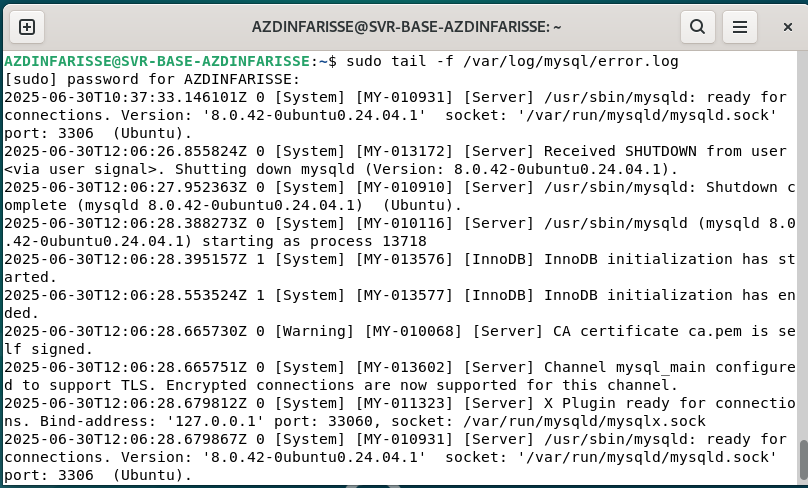 AZDINFARISSE@SVR-BASE-AZDINFARISSE: ~
AZDINFARISSE@SVR-BASE-AZDINFARISSE:~$ sudo tail -f /var/log/mysql/error.log
[sudo] password for AZDINFARISSE:
2025-06-30T10:37:33.146101Z 0 [System] [MY-010931] [Server] /usr/sbin/mysqld: ready for
connections. Version: '8.0.42-0ubuntu0.24.04.1'  socket: '/var/run/mysqld/mysqld.sock'
port: 3306  (Ubuntu).
2025-06-30T12:06:26.855824Z 0 [System] [MY-013172] [Server] Received SHUTDOWN from user
<via user signal>. Shutting down mysqld (Version: 8.0.42-0ubuntu0.24.04.1).
2025-06-30T12:06:27.952363Z 0 [System] [MY-010910] [Server] /usr/sbin/mysqld: Shutdown c
omplete (mysqld 8.0.42-0ubuntu0.24.04.1)  (Ubuntu).
2025-06-30T12:06:28.388273Z 0 [System] [MY-010116] [Server] /usr/sbin/mysqld (mysqld 8.0
.42-0ubuntu0.24.04.1) starting as process 13718
2025-06-30T12:06:28.395157Z 1 [System] [MY-013576] [InnoDB] InnoDB initialization has st
arted.
2025-06-30T12:06:28.553524Z 1 [System] [MY-013577] [InnoDB] InnoDB initialization has en
ded.
2025-06-30T12:06:28.665730Z 0 [Warning] [MY-010068] [Server] CA certificate ca.pem is se
lf signed.
2025-06-30T12:06:28.665751Z 0 [System] [MY-013602] [Server] Channel mysql_main configure
d to support TLS. Encrypted connections are now supported for this channel.
2025-06-30T12:06:28.679812Z 0 [System] [MY-011323] [Server] X Plugin ready for connectio
ns. Bind-address: '127.0.0.1' port: 33060, socket: /var/run/mysqld/mysqlx.sock
2025-06-30T12:06:28.679867Z 0 [System] [MY-010931] [Server] /usr/sbin/mysqld: ready for
connections. Version: '8.0.42-0ubuntu0.24.04.1'  socket: '/var/run/mysqld/mysqld.sock'
port: 3306  (Ubuntu).